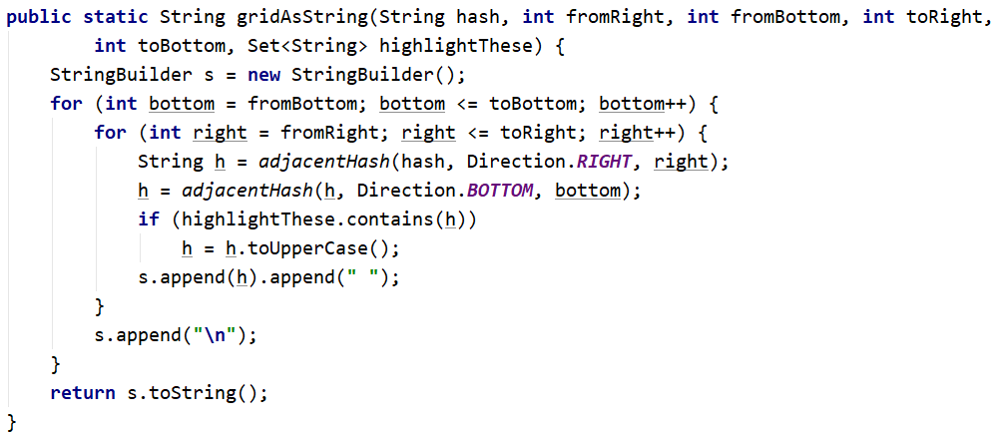 public static String gridAsString(String hash, int fromRight, int fromBottom, int toRight,
        int toBottom, Set<String> highlightThese) {
    StringBuilder s = new StringBuilder();
    for (int bottom = fromBottom; bottom <= toBottom; bottom++) {
        for (int right = fromRight; right <= toRight; right++) {
            String h = adjacentHash(hash, Direction.RIGHT, right);
            h = adjacentHash(h, Direction.BOTTOM, bottom);
            if (highlightThese.contains(h))
                h = h.toUpperCase();
            s.append(h).append(" ");
        }
        s.append("\n");
    }
    return s.toString();
}